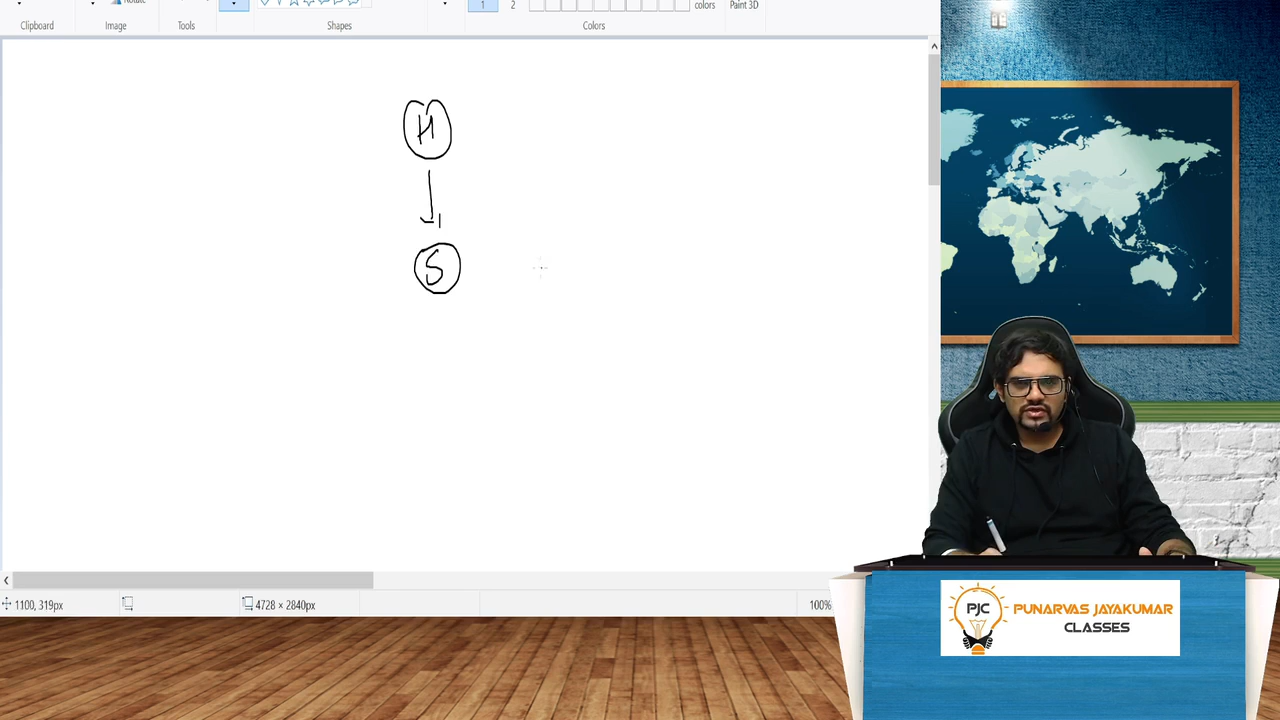 Rotate
1 2 colors Paint 3D
Clipboard Image Tools Shapes Colors
H
S
1100, 319px 4728 × 2840px 100%
PJC PUNARVAS JAYAKUMAR
CLASSES